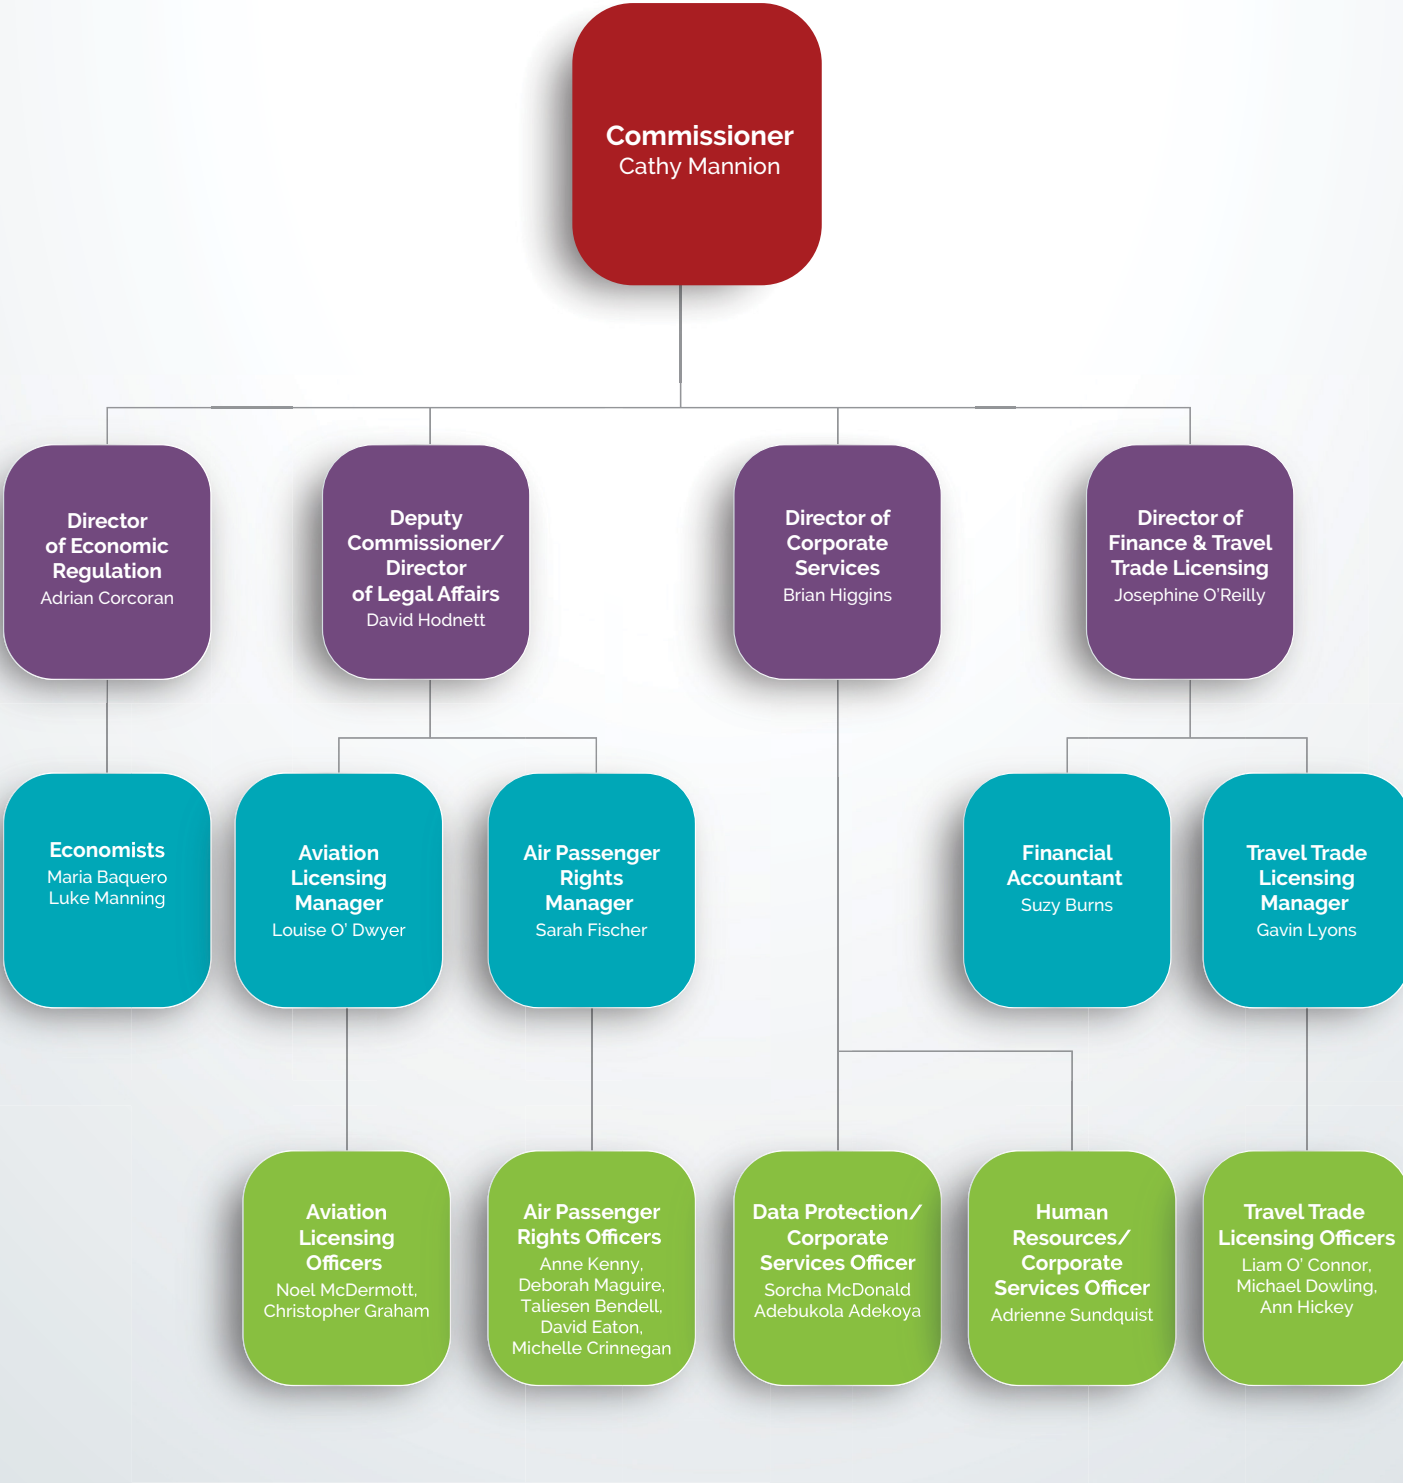 Commissioner
Cathy Mannion
Director
of Economic
Regulation
Adrian Corcoran
Deputy
Commissioner/
Director
of Legal Affairs
David Hodnett
Director of
Corporate
Services
Brian Higgins
Director of
Finance & Travel
Trade Licensing
Josephine O'Reilly
Economists
Maria Baquero
Luke Manning
Aviation
Licensing
Manager
Louise O' Dwyer
Air Passenger
Rights
Manager
Sarah Fischer
Financial
Accountant
Suzy Burns
Travel Trade
Licensing
Manager
Gavin Lyons
Aviation
Licensing
Officers
Noel McDermott,
Christopher Graham
Air Passenger
Rights Officers
Anne Kenny,
Deborah Maguire,
Taliesen Bendell,
David Eaton,
Michelle Crinnegan
Data Protection/
Corporate
Services Officer
Sorcha McDonald
Adebukola Adekoya
Human
Resources/
Corporate
Services Officer
Adrienne Sundquist
Travel Trade
Licensing Officers
Liam O' Connor,
Michael Dowling,
Ann Hickey